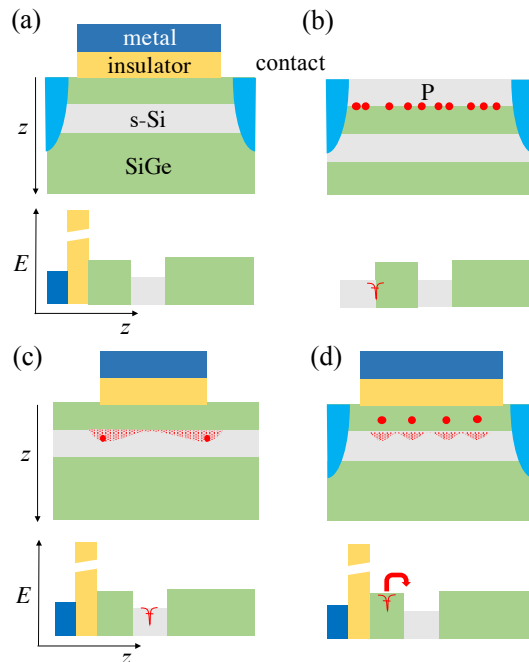 (a)
(b)
metal
insulator
contact
P
z
s-Si
SiGe
E
z
(c)
(d)
z
E
z